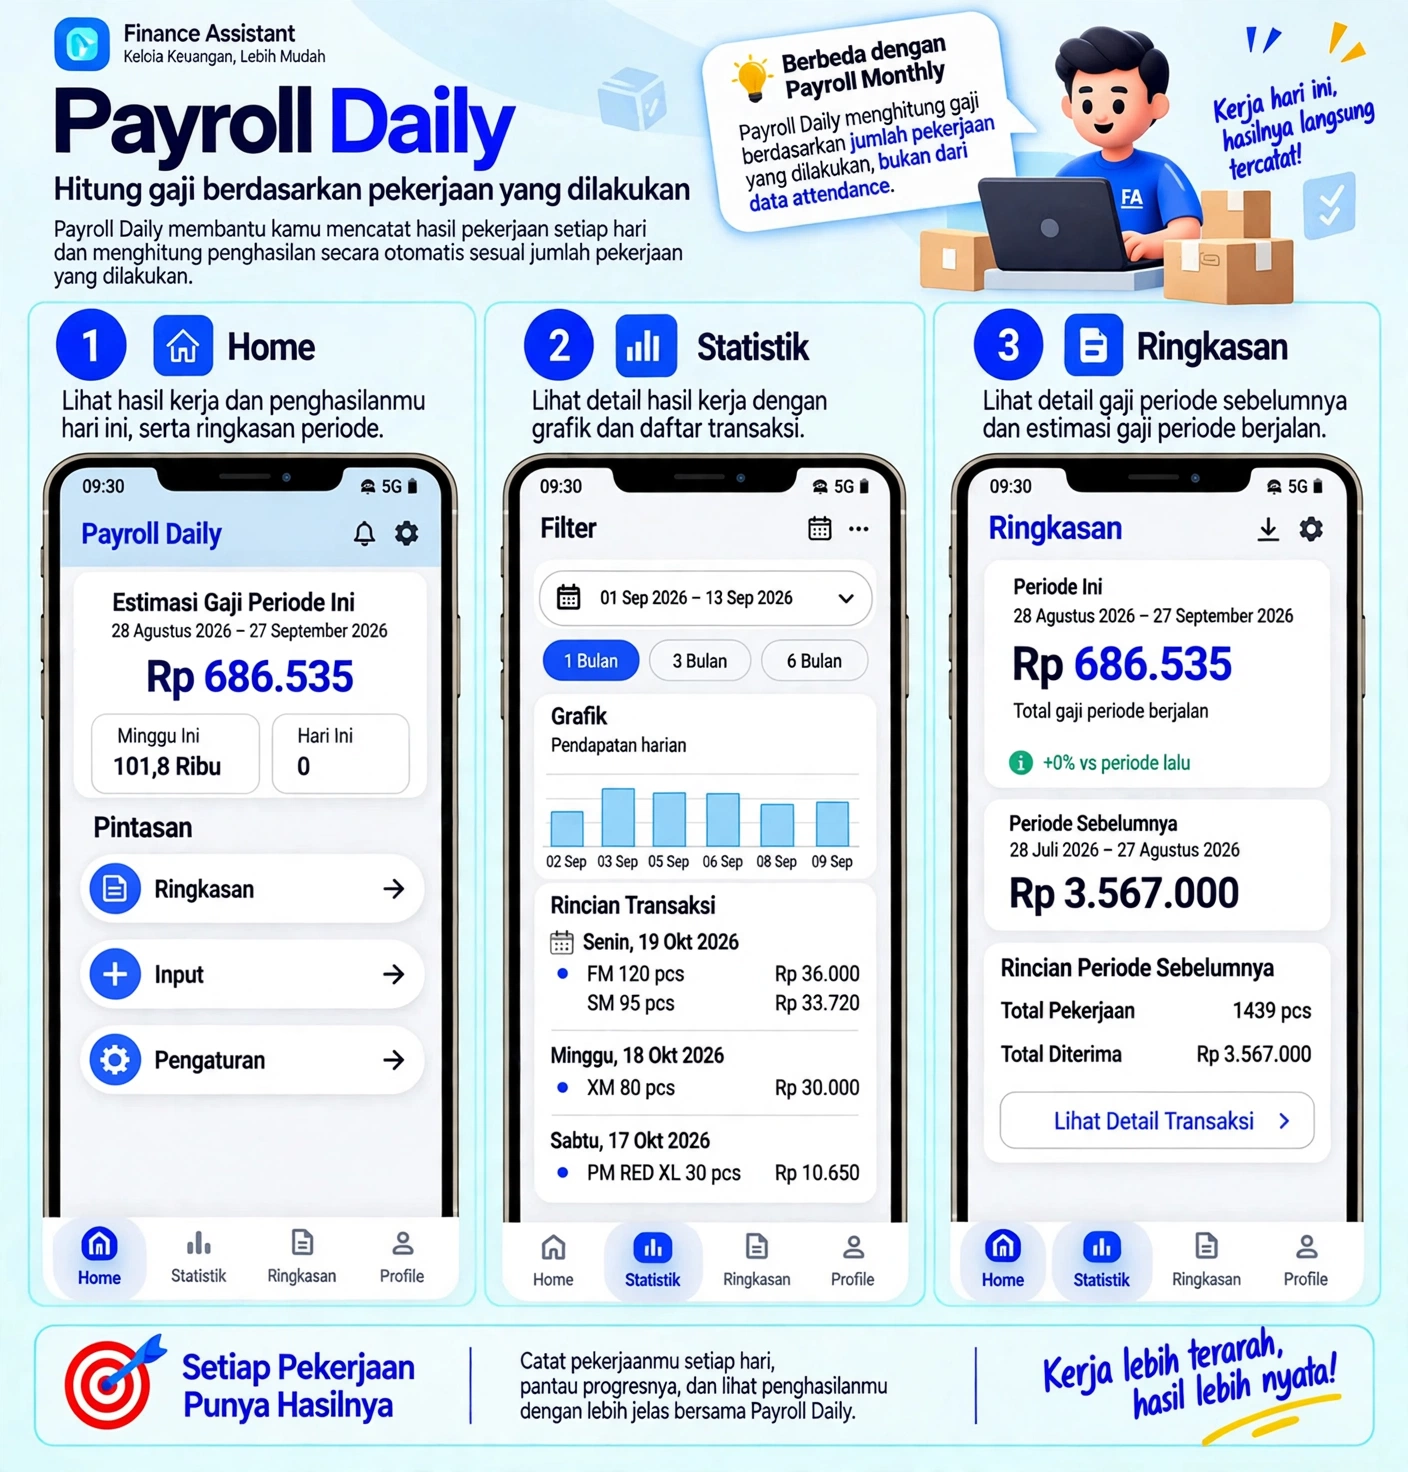 Finance Assistant
Kelcia Keuangan, Lebih Mudah
Payroll Daily
Hitung gaji berdasarkan pekerjaan yang dilakukan
Payroll Daily membantu kamu mencatat hasil pekerjaan setiap hari
dan menghitung penghasilan secara otomatis sesual jumlah pekerjaan
yang dilakukan.
Berbeda dengan
Payroll Monthly
Payroll Daily menghitung gaji
berdasarkan jumlah pekerjaan
yang dilakukan, bukan dari
data attendance.
FA
Kerja hari ini,
hasilnya langsung
tercatat!
1 Home
Lihat hasil kerja dan penghasilanmu
hari ini, serta ringkasan periode.
09:30 5G
Payroll Daily
Estimasi Gaji Periode Ini
28 Agustus 2026 – 27 September 2026
Rp 686.535
Minggu Ini
101,8 Ribu
Hari Ini
0
Pintasan
Ringkasan
Input
Pengaturan
Home Statistik Ringkasan Profile
2 Statistik
Lihat detail hasil kerja dengan
grafik dan daftar transaksi.
09:30 5G
Filter
01 Sep 2026 – 13 Sep 2026
1 Bulan 3 Bulan 6 Bulan
Grafik
Pendapatan harian
02 Sep 03 Sep 05 Sep 06 Sep 08 Sep 09 Sep
Rincian Transaksi
Senin, 19 Okt 2026
FM 120 pcs Rp 36.000
SM 95 pcs Rp 33.720
Minggu, 18 Okt 2026
XM 80 pcs Rp 30.000
Sabtu, 17 Okt 2026
PM RED XL 30 pcs Rp 10.650
Home Statistik Ringkasan Profile
3 Ringkasan
Lihat detail gaji periode sebelumnya
dan estimasi gaji periode berjalan.
09:30 5G
Ringkasan
Periode Ini
28 Agustus 2026 – 27 September 2026
Rp 686.535
Total gaji periode berjalan
+0% vs periode lalu
Periode Sebelumnya
28 Juli 2026 – 27 Agustus 2026
Rp 3.567.000
Rincian Periode Sebelumnya
Total Pekerjaan 1439 pcs
Total Diterima Rp 3.567.000
Lihat Detail Transaksi
Home Statistik Ringkasan Profile
Setiap Pekerjaan
Punya Hasilnya
Catat pekerjaanmu setiap hari,
pantau progresnya, dan lihat penghasilanmu
dengan lebih jelas bersama Payroll Daily.
Kerja lebih terarah,
hasil lebih nyata!